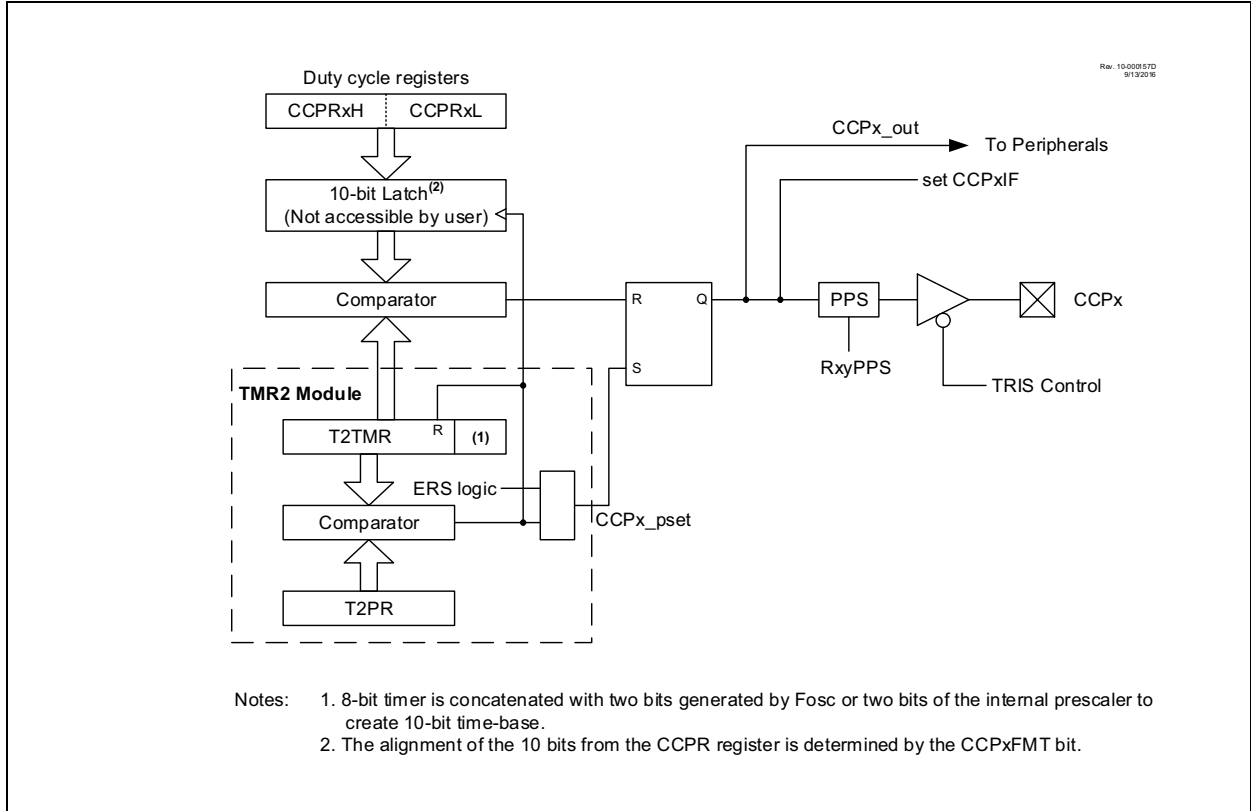 Rev. 10-000157D
9/13/2016
Duty cycle registers
CCPRxH CCPRxL
CCPx_out
To Peripherals
set CCPxIF
10-bit Latch(2)
(Not accessible by user)
Comparator
R Q
PPS
CCPx
S
RxyPPS
TRIS Control
TMR2 Module
T2TMR R (1)
ERS logic
Comparator
CCPx_pset
T2PR
Notes: 1. 8-bit timer is concatenated with two bits generated by Fosc or two bits of the internal prescaler to
create 10-bit time-base.
2. The alignment of the 10 bits from the CCPR register is determined by the CCPxFMT bit.